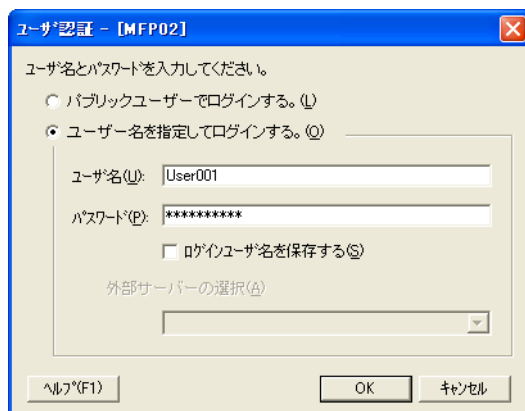 ﾕｰｻﾞ認証 - [MFP02]
ﾕｰｻﾞ名とﾊﾟｽﾜｰﾄﾞを入力してください。
パブリックユーザーでログインする。(L)
ユーザー名を指定してログインする。(O)
ﾕｰｻﾞ名(U): User001
ﾊﾟｽﾜｰﾄﾞ(P): **********
ﾛｸﾞｲﾝﾕｰｻﾞ名を保存する(S)
外部サーバーの選択(A)
ﾍﾙﾌﾟ(F1) OK ｷｬﾝｾﾙ